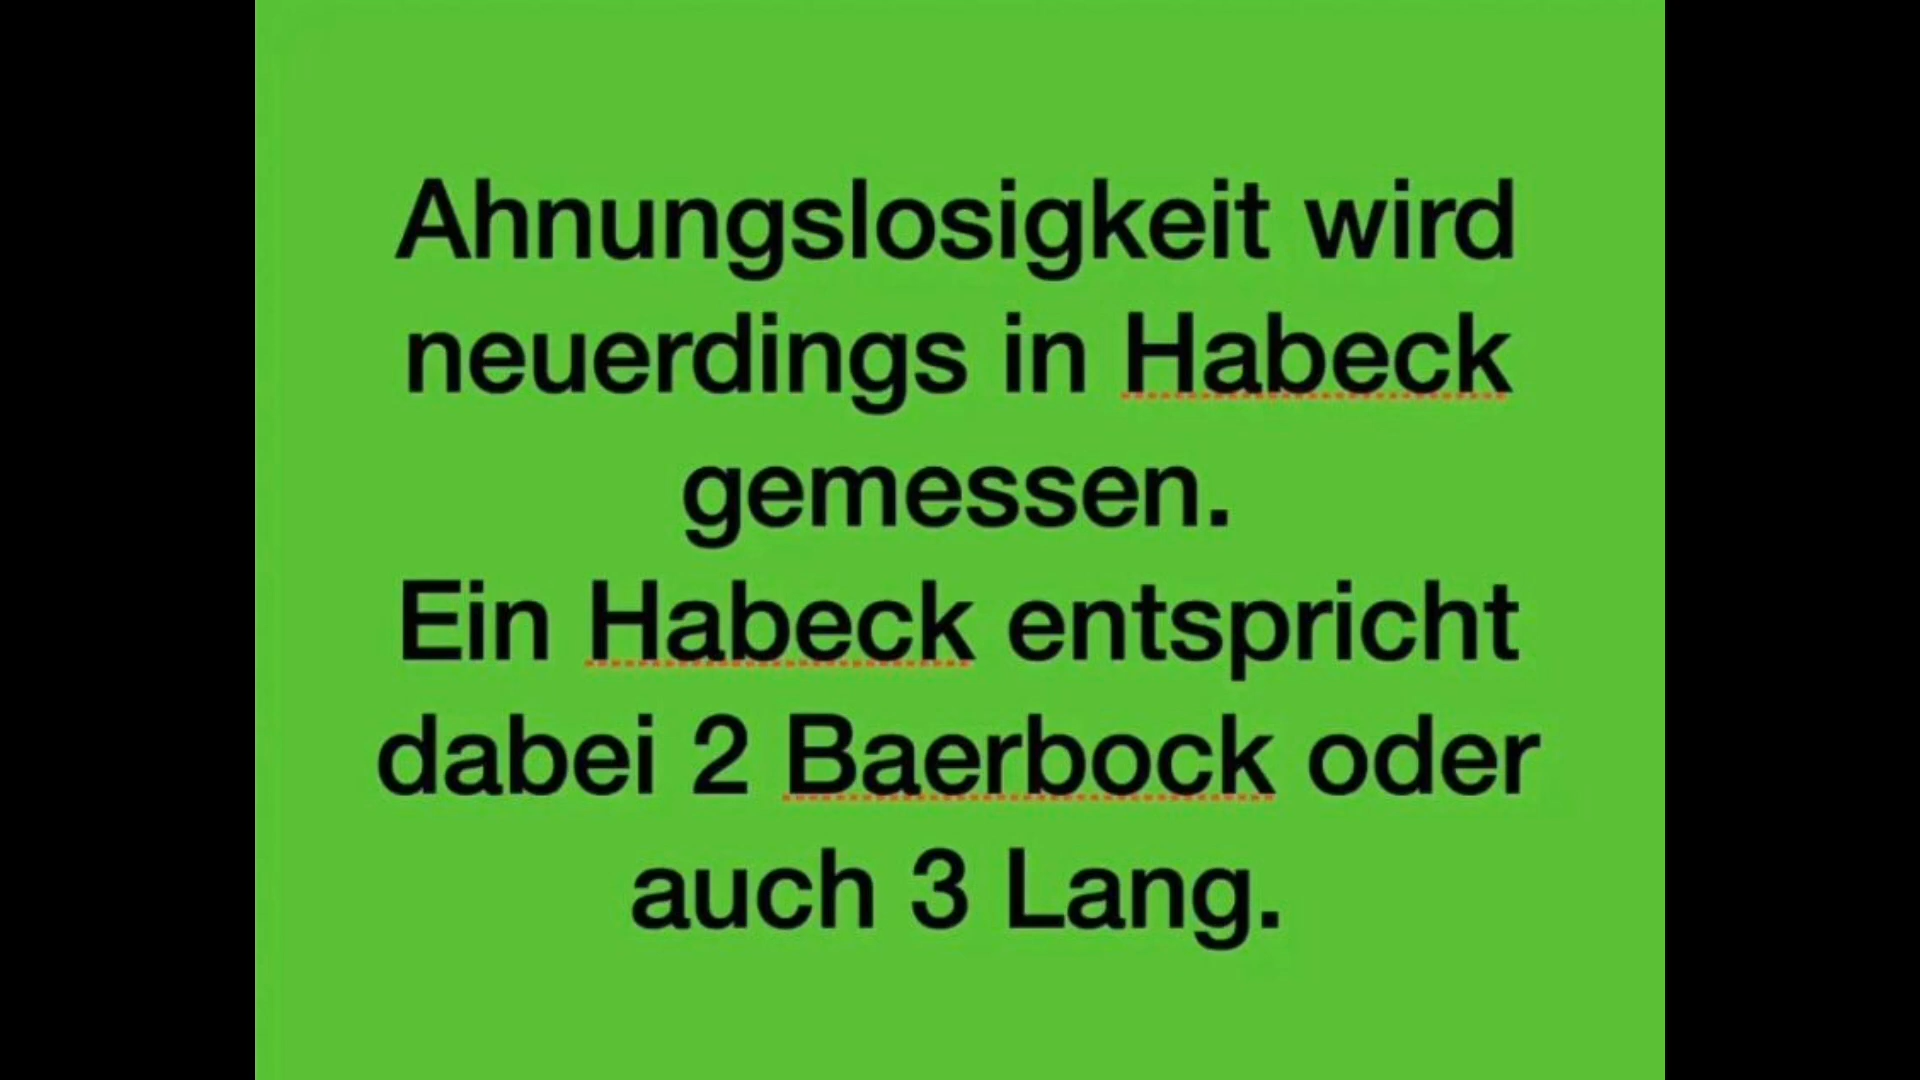 Ahnungslosigkeit wird
neuerdings in Habeck
gemessen.
Ein Habeck entspricht
dabei 2 Baerbock oder
auch 3 Lang.